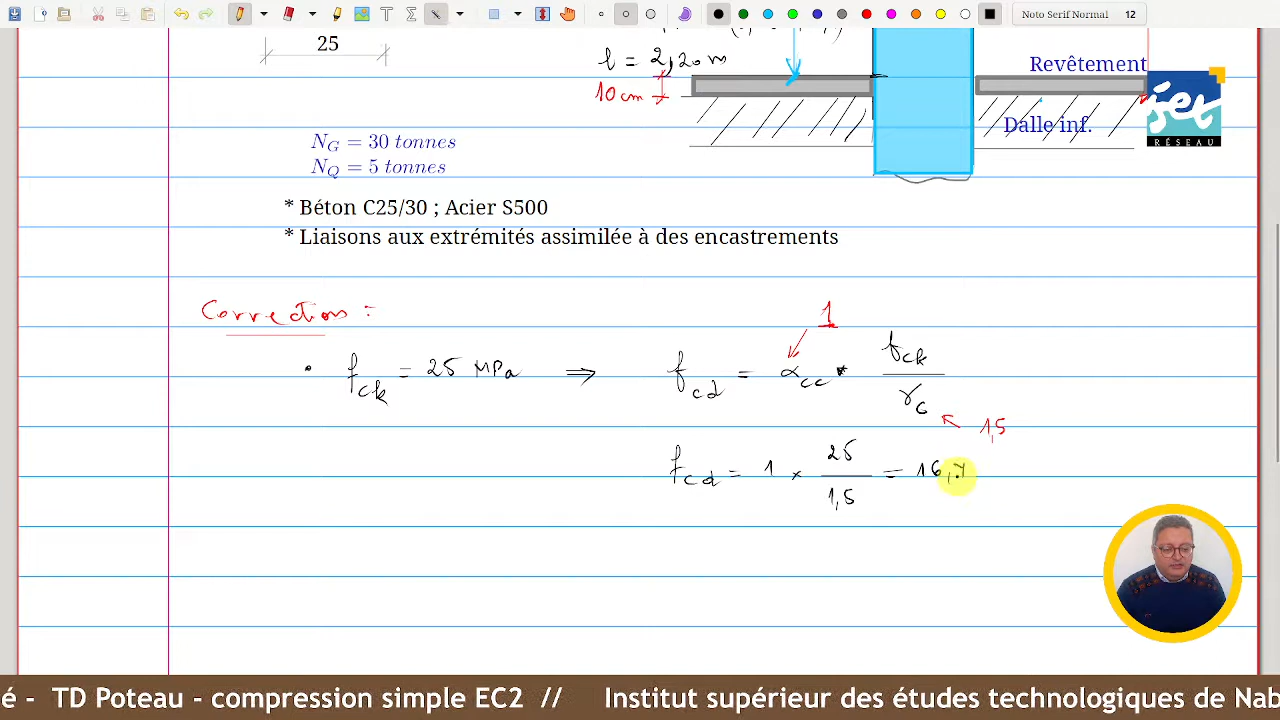 Noto Serif Normal 12
25
l = 2,20 m
10 cm
Revêtement
Dalle inf.
iset
RÉSEAU
N_G = 30 tonnes
N_Q = 5 tonnes
* Béton C25/30 ; Acier S500
* Liaisons aux extrémités assimilée à des encastrements
Correction :
1
• f_ck = 25 MPa ⇒ f_cd = α_cc * f_ck / γ_c
1,5
f_cd = 1 × 25 / 1,5 = 16,7
é - TD Poteau - compression simple EC2 // Institut supérieur des études technologiques de Nab